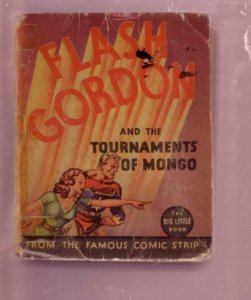 FLASH
GORDON
AND THE
TOURNAMENTS
OF MONGO
THE
BIG LITTLE
BOOK
FROM THE FAMOUS COMIC STRIP